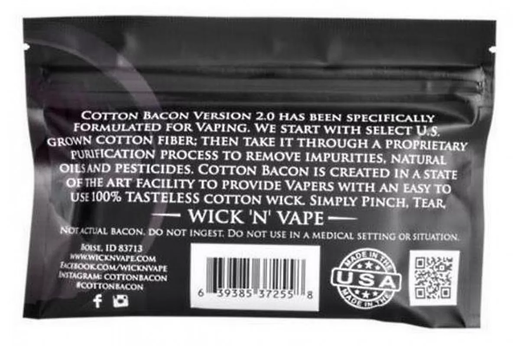 COTTON BACON VERSION 2.0 HAS BEEN SPECIFICALLY
FORMULATED FOR VAPING. WE START WITH SELECT U.S.
GROWN COTTON FIBER; THEN TAKE IT THROUGH A PROPRIETARY
PURIFICATION PROCESS TO REMOVE IMPURITIES, NATURAL
OILS AND PESTICIDES. COTTON BACON IS CREATED IN A STATE
OF THE ART FACILITY TO PROVIDE VAPERS WITH AN EASY TO
USE 100% TASTELESS COTTON WICK. SIMPLY PINCH, TEAR,
— WICK 'N' VAPE —
NOT ACTUAL BACON. DO NOT INGEST. DO NOT USE IN A MEDICAL SETTING OR SITUATION.
BOISE, ID 83713
WWW.WICKNVAPE.COM
FACEBOOK.COM/WICKNVAPE
INSTAGRAM: COTTONBACON
#COTTONBACON
6 39385 37255 8
MADE IN THE
USA
MADE IN THE